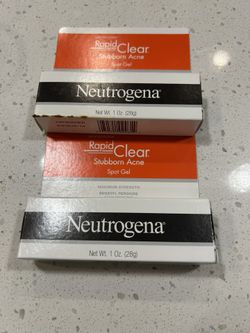 Rapid Clear®
Stubborn Acne
Spot Gel
Neutrogena®
Net Wt. 1 Oz. (28g)
Rapid Clear®
Stubborn Acne
Spot Gel
MAXIMUM STRENGTH
BENZOYL PEROXIDE
Neutrogena®
Net Wt. 1 Oz. (28g)